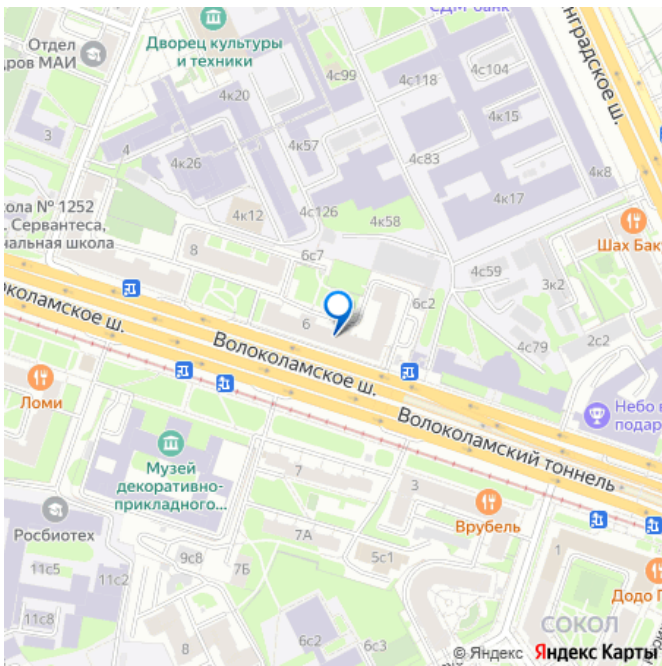 СДМ-банк
Отдел
дров МАИ
Дворец культуры
и техники
нградское ш.
4с99
4с118
4с104
4к20
4к15
3
4
4к57
4с83
4к26
4к8
4к17
кола № 1252
. Сервантеса,
нальная школа
4к12
4с126
4к58
Шах Бак
8
6с7
4с59
3к2
6с2
околамское ш.
6
Волоколамское ш.
2с2
4с79
Ломи
Небо в
подар
Волоколамский тоннель
Музей
декоративно-
прикладного...
7
3
Врубель
Росбиотех
7А
9с8
7Б
5с1
1
11с5
11с2
Додо П
11с8
СОКОЛ
8
6с2
6с3
© Яндекс Яндекс Карты